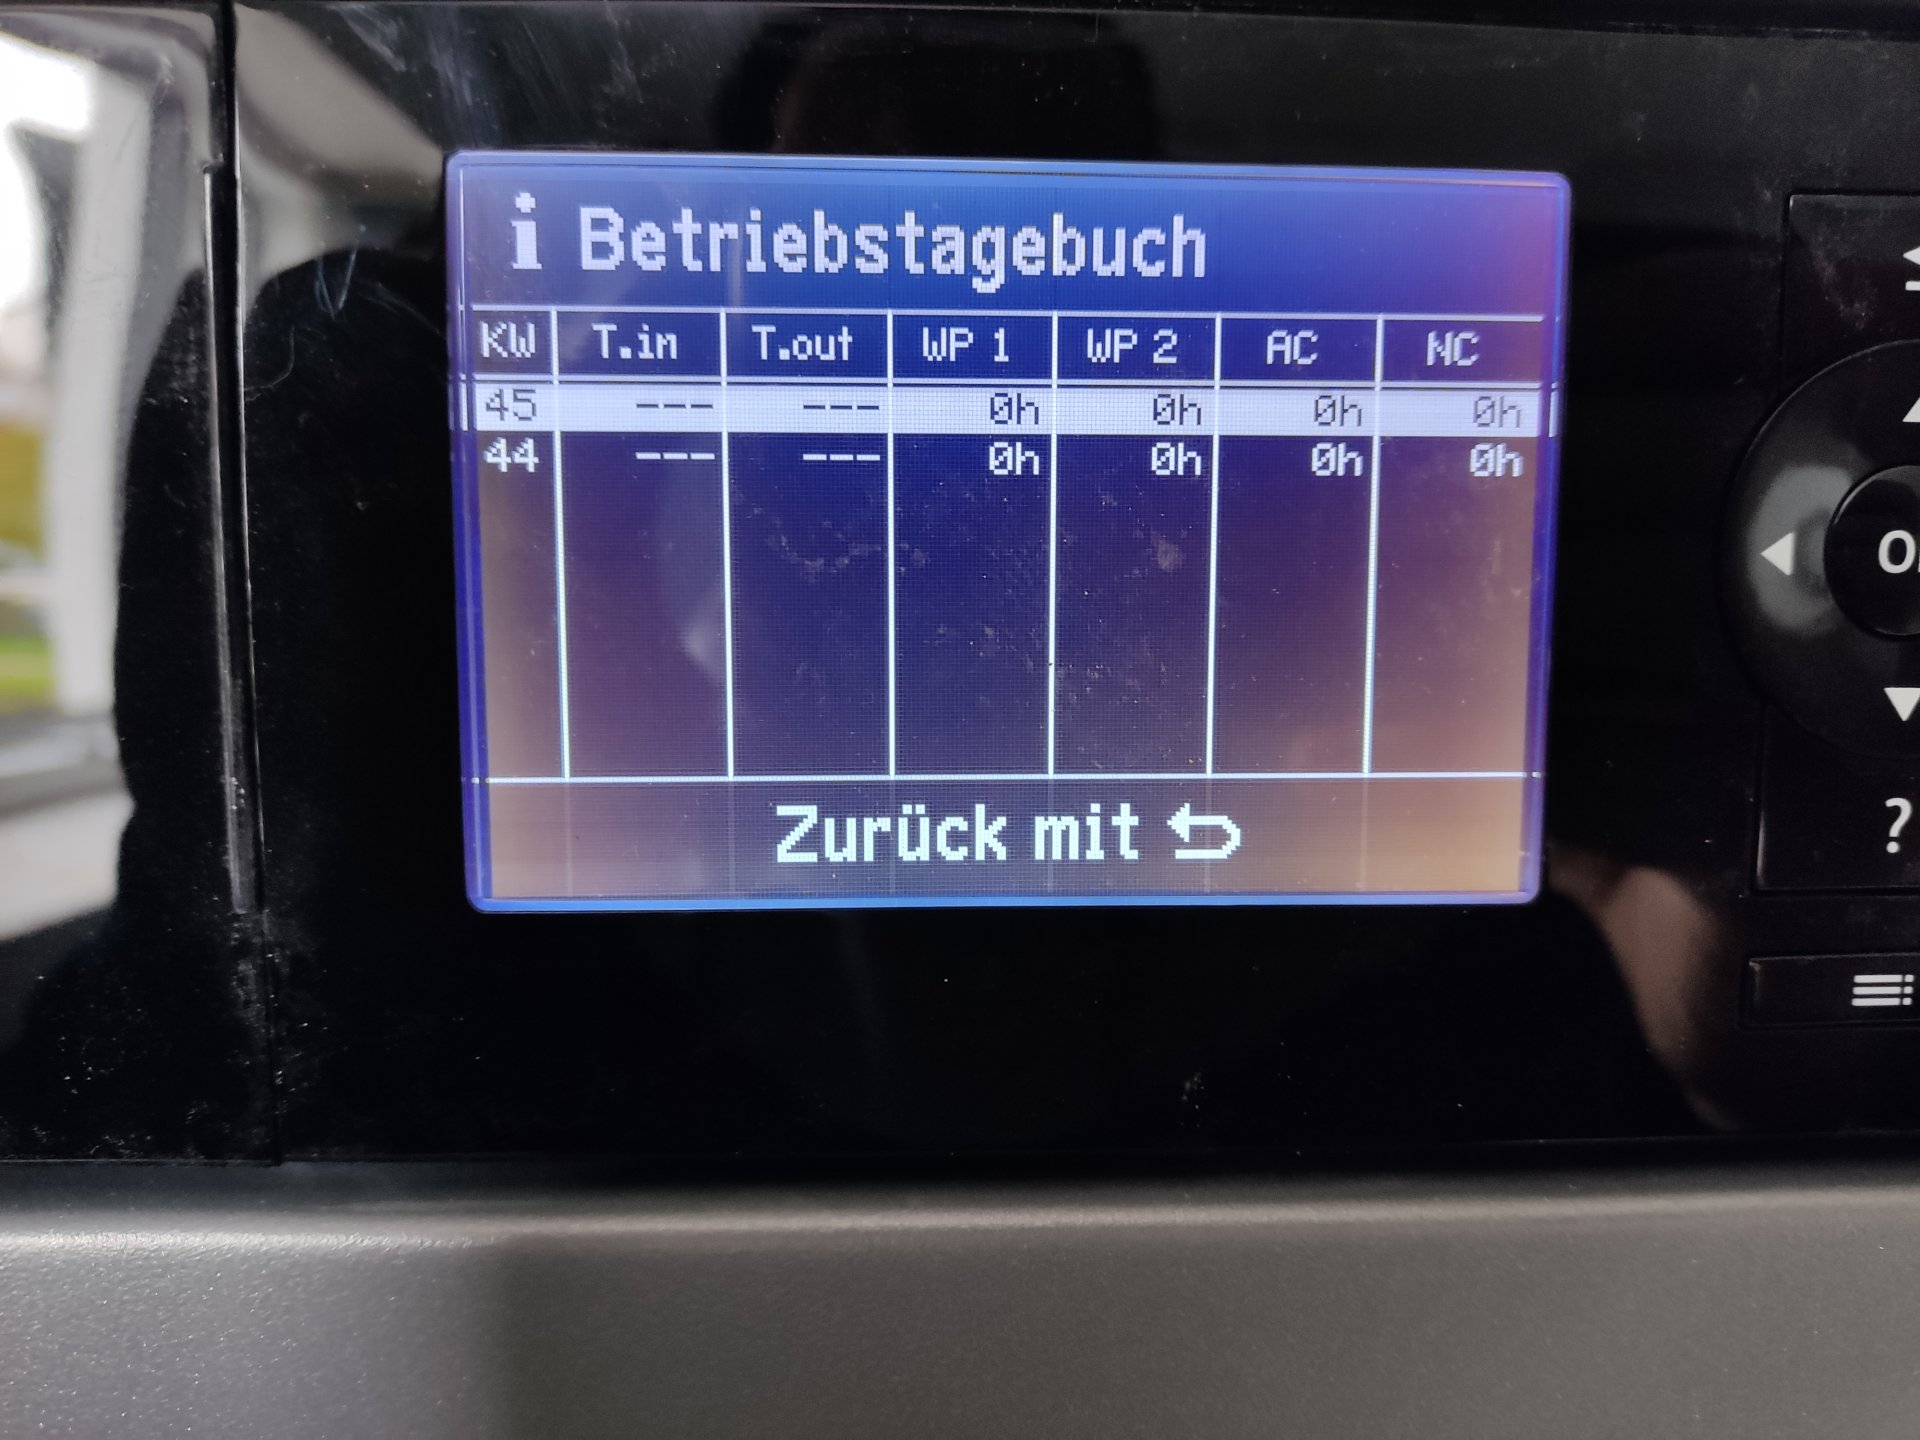 i Betriebstagebuch
KW T.in T.out WP 1 WP 2 AC NC
45 --- --- 0h 0h 0h 0h
44 --- --- 0h 0h 0h 0h
Zurück mit
?